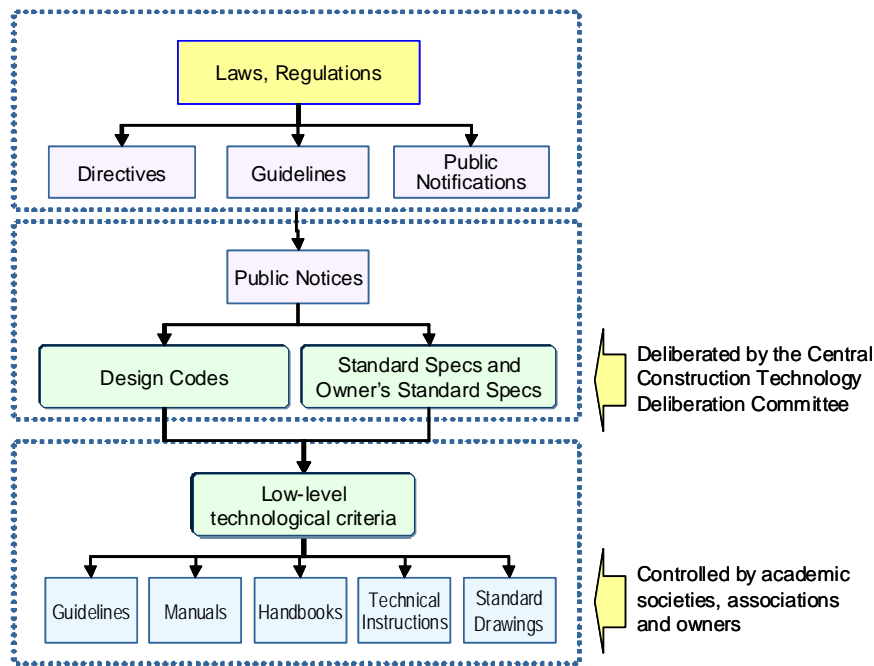 Laws, Regulations
Directives
Guidelines
Public
Notifications
Public Notices
Design Codes
Standard Specs and
Owner's Standard Specs
Deliberated by the Central
Construction Technology
Deliberation Committee
Low-level
technological criteria
Guidelines
Manuals
Handbooks
Technical
Instructions
Standard
Drawings
Controlled by academic
societies, associations
and owners